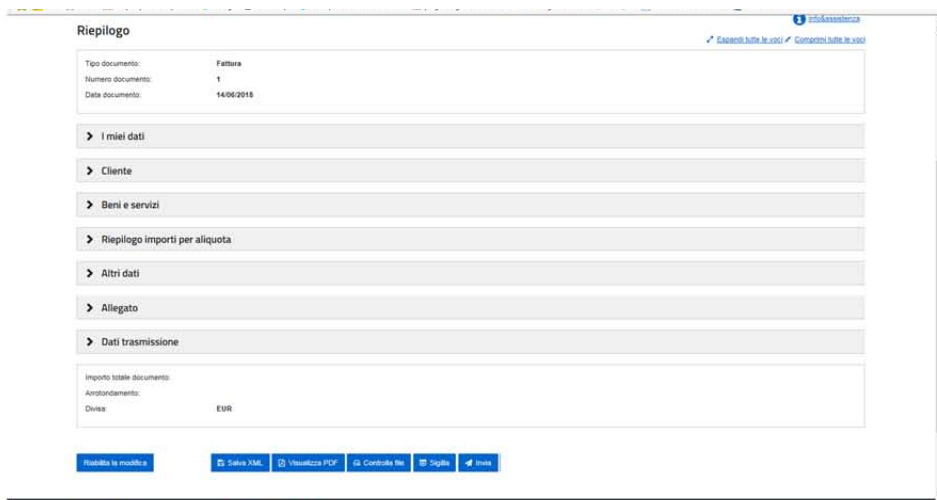 info&assistenza
Riepilogo
Espandi tutte le voci Comprimi tutte le voci
Tipo documento: Fattura
Numero documento: 1
Data documento: 14/06/2018
I miei dati
Cliente
Beni e servizi
Riepilogo importi per aliquota
Altri dati
Allegato
Dati trasmissione
Importo totale documento:
Arrotondamento:
Divisa: EUR
Riabilita la modifica Salva XML Visualizza PDF Controlla file Sigilla Invia